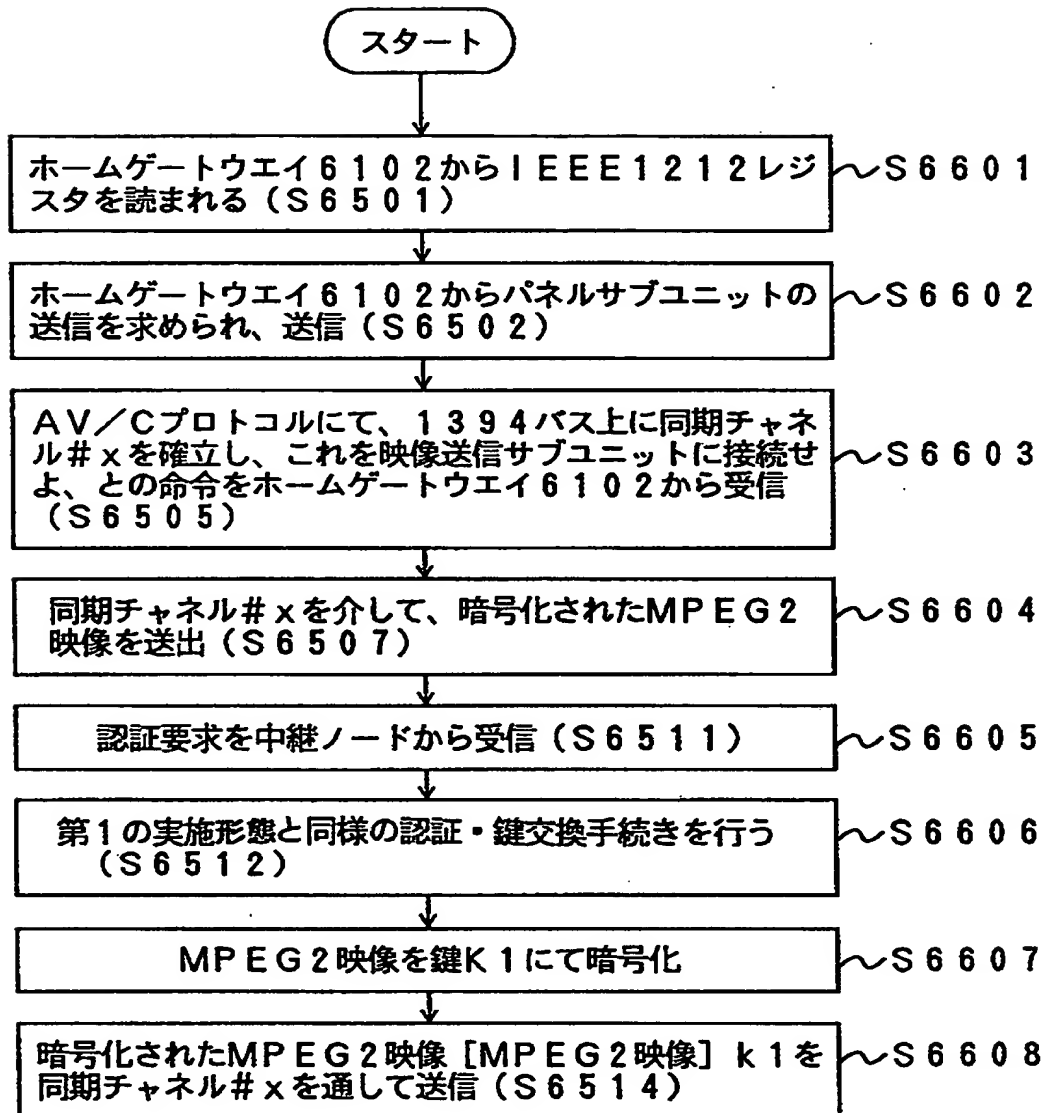 スタート
ホームゲートウエイ6102からIEEE1212レジ
スタを読まれる(S6501)
~S6601
ホームゲートウエイ6102からパネルサブユニットの
送信を求められ、送信(S6502)
~S6602
AV/Cプロトコルにて、1394バス上に同期チャネ
ル#xを確立し、これを映像送信サブユニットに接続せ
よ、との命令をホームゲートウエイ6102から受信
(S6505)
~S6603
同期チャネル#xを介して、暗号化されたMPEG2
映像を送出(S6507)
~S6604
認証要求を中継ノードから受信(S6511)
~S6605
第1の実施形態と同様の認証・鍵交換手続きを行う
(S6512)
~S6606
MPEG2映像を鍵K1にて暗号化
~S6607
暗号化されたMPEG2映像[MPEG2映像]k1を
同期チャネル#xを通して送信(S6514)
~S6608